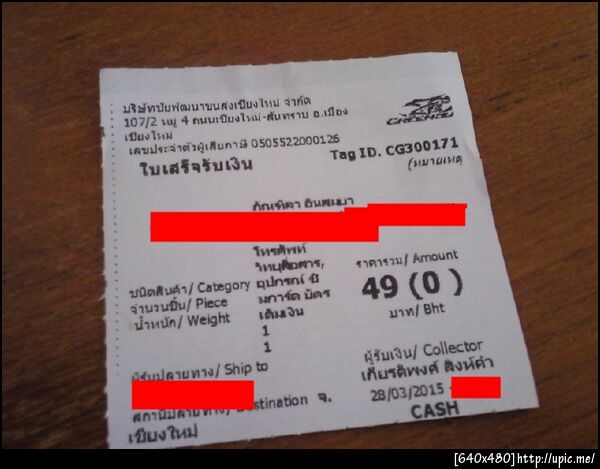 บริษัทชัยพัฒนาขนส่งเชียงใหม่ จำกัด
107/2 หมู่ 4 ถนนเชียงใหม่-สันทราย อ.เมือง
เชียงใหม่
เลขประจำตัวผู้เสียภาษี 0505522000126
ใบเสร็จรับเงิน
Tag ID. CG300171
(หมายเหตุ
โทรศัพท์
วิทยุสื่อสาร,
ชนิดสินค้า/ Category อุปกรณ์ ซิ
มการ์ด บัตร
เติมเงิน
จำนวนชิ้น/ Piece 1
น้ำหนัก/ Weight 1
ราคารวม/ Amount
49 (0 )
บาท/ Bht
ผู้รับปลายทาง/ Ship to
สถานีปลายทาง/ Destination จ.
เชียงใหม่
ผู้รับเงิน/ Collector
เกียรติพงศ์ สิงห์คำ
28/03/2015 -
CASH
[640x480]http://upic.me/